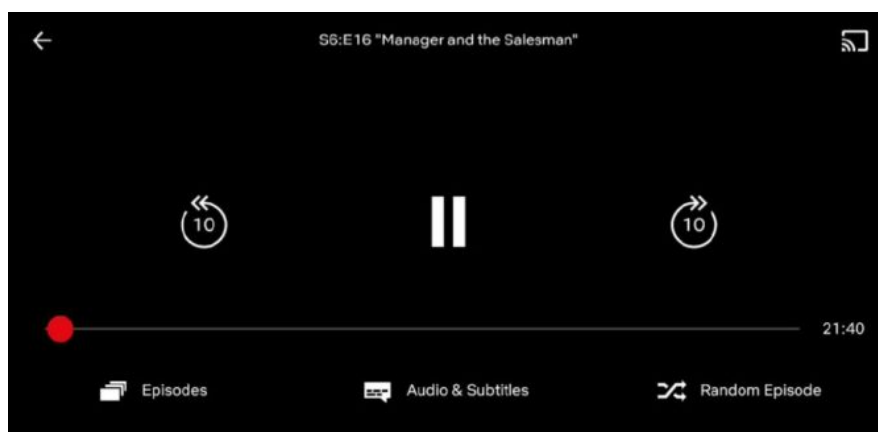 S6:E16 "Manager and the Salesman"
10
10
21:40
Episodes
Audio & Subtitles
Random Episode